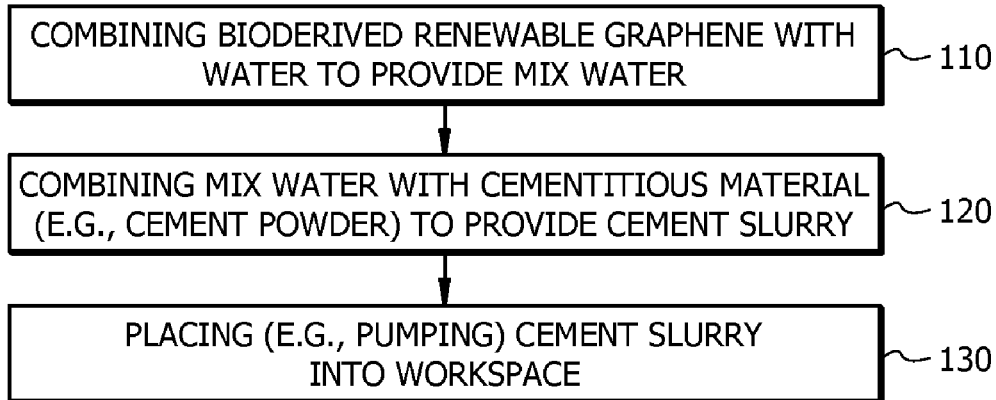 COMBINING BIODERIVED RENEWABLE GRAPHENE WITH
WATER TO PROVIDE MIX WATER
110
COMBINING MIX WATER WITH CEMENTITIOUS MATERIAL
(E.G., CEMENT POWDER) TO PROVIDE CEMENT SLURRY
120
PLACING (E.G., PUMPING) CEMENT SLURRY
INTO WORKSPACE
130